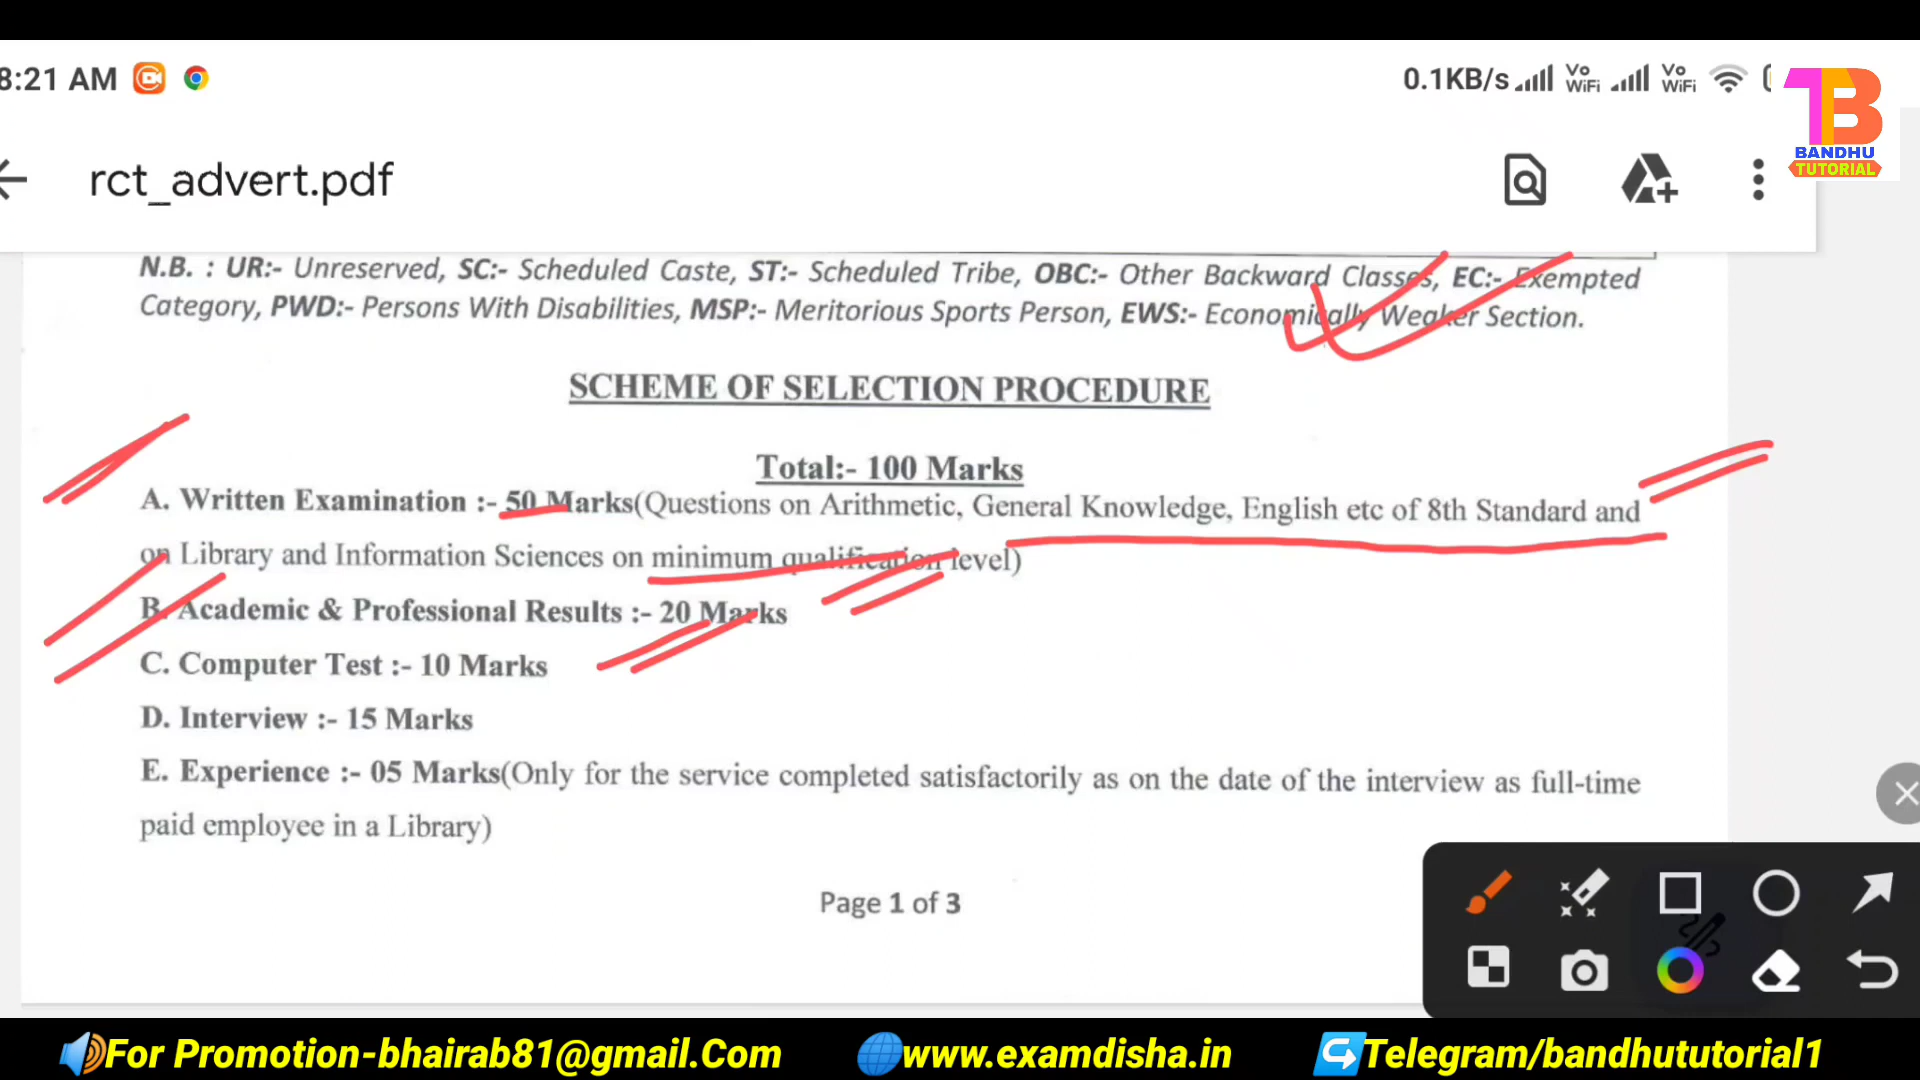 8:21 AM
0.1KB/s Vo WiFi Vo WiFi
TB
BANDHU
TUTORIAL
rct_advert.pdf
N.B. : UR:- Unreserved, SC:- Scheduled Caste, ST:- Scheduled Tribe, OBC:- Other Backward Classes, EC:- Exempted
Category, PWD:- Persons With Disabilities, MSP:- Meritorious Sports Person, EWS:- Economically Weaker Section.
SCHEME OF SELECTION PROCEDURE
Total:- 100 Marks
A. Written Examination :- 50 Marks(Questions on Arithmetic, General Knowledge, English etc of 8th Standard and
on Library and Information Sciences on minimum qualification level)
B. Academic & Professional Results :- 20 Marks
C. Computer Test :- 10 Marks
D. Interview :- 15 Marks
E. Experience :- 05 Marks(Only for the service completed satisfactorily as on the date of the interview as full-time
paid employee in a Library)
Page 1 of 3
For Promotion-bhairab81@gmail.Com www.examdisha.in Telegram/bandhututorial1